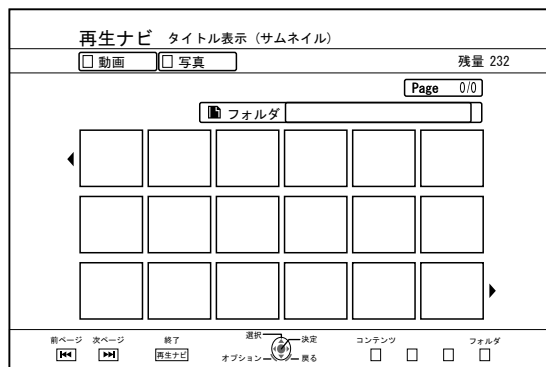 再生ナビ タイトル表示（サムネイル）
動画 写真 残量 232
Page 0/0
フォルダ
前ページ 次ページ 終了 選択 決定 コンテンツ フォルダ
再生ナビ オプション 戻る